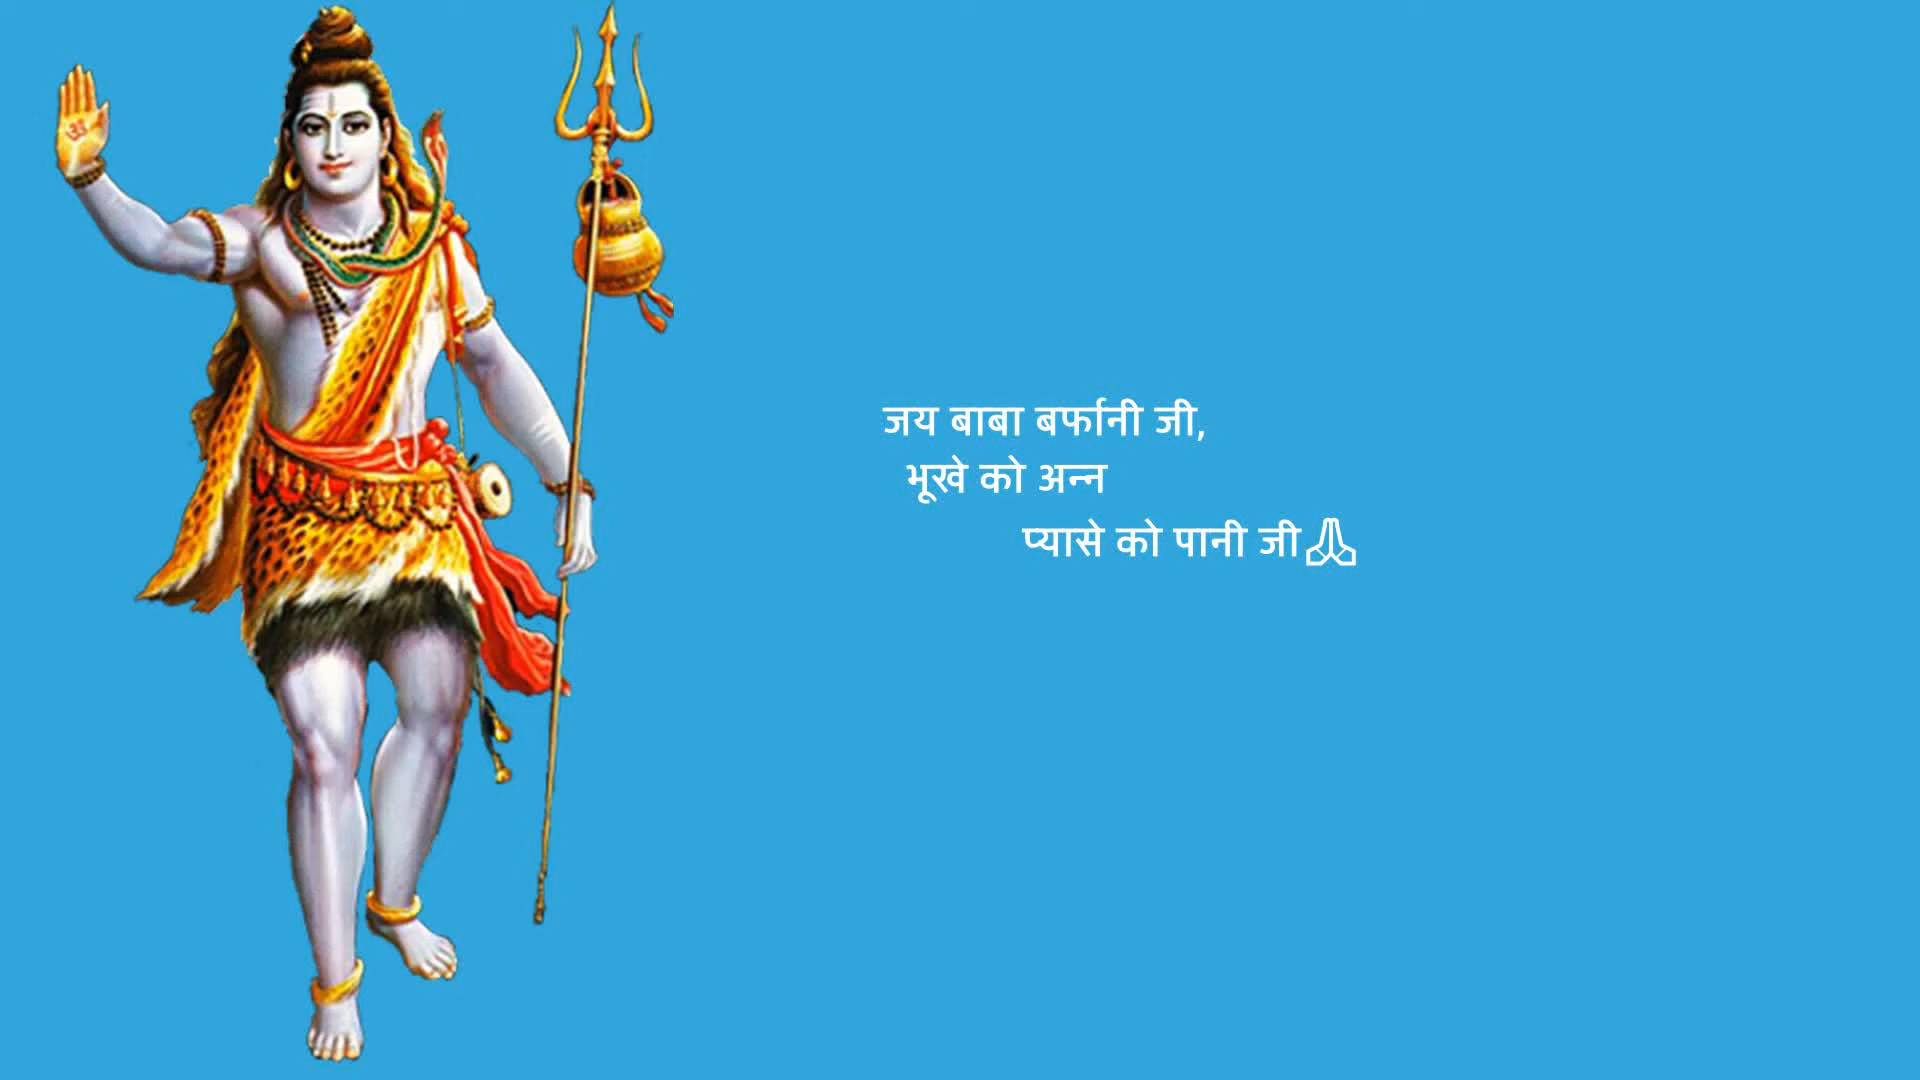 ॐ
जय बाबा बर्फानी जी,
भूखे को अन्न
प्यासे को पानी जी🙏